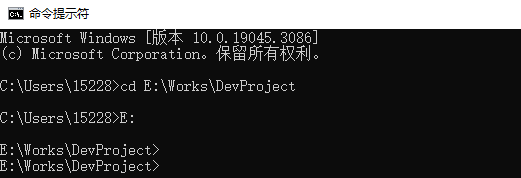 命令提示符
Microsoft Windows [版本 10.0.19045.3086]
(c) Microsoft Corporation。保留所有权利。
C:\Users\15228>cd E:\Works\DevProject
C:\Users\15228>E:
E:\Works\DevProject>
E:\Works\DevProject>